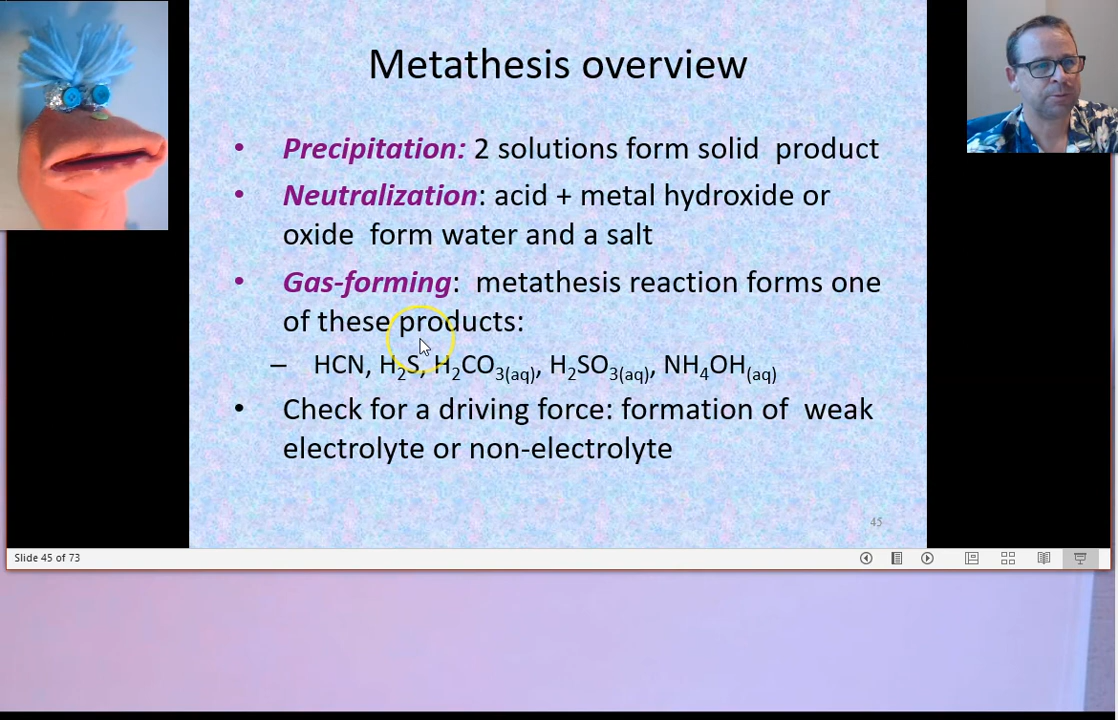 Metathesis overview
• Precipitation: 2 solutions form solid  product
• Neutralization: acid + metal hydroxide or
oxide  form water and a salt
• Gas-forming:  metathesis reaction forms one
of these products:
– HCN, H₂S, H₂CO₃₍aq₎, H₂SO₃₍aq₎, NH₄OH₍aq₎
• Check for a driving force: formation of  weak
electrolyte or non-electrolyte
45
Slide 45 of 73